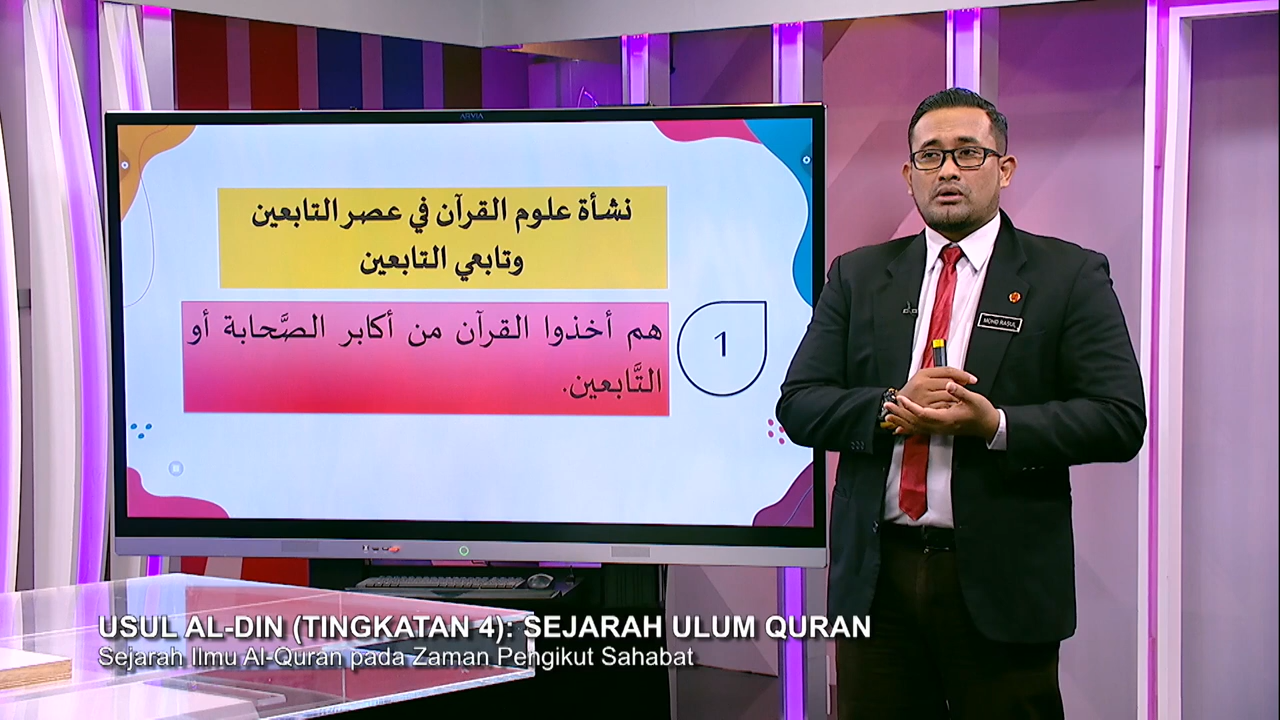 ARVIA
نشأة علوم القرآن في عصر التابعين
وتابعي التابعين
هم أخذوا القرآن من أكابر الصَّحابة أو
التَّابعين.
1
MOHD RASUL
USUL AL-DIN (TINGKATAN 4): SEJARAH ULUM QURAN
Sejarah Ilmu Al-Quran pada Zaman Pengikut Sahabat